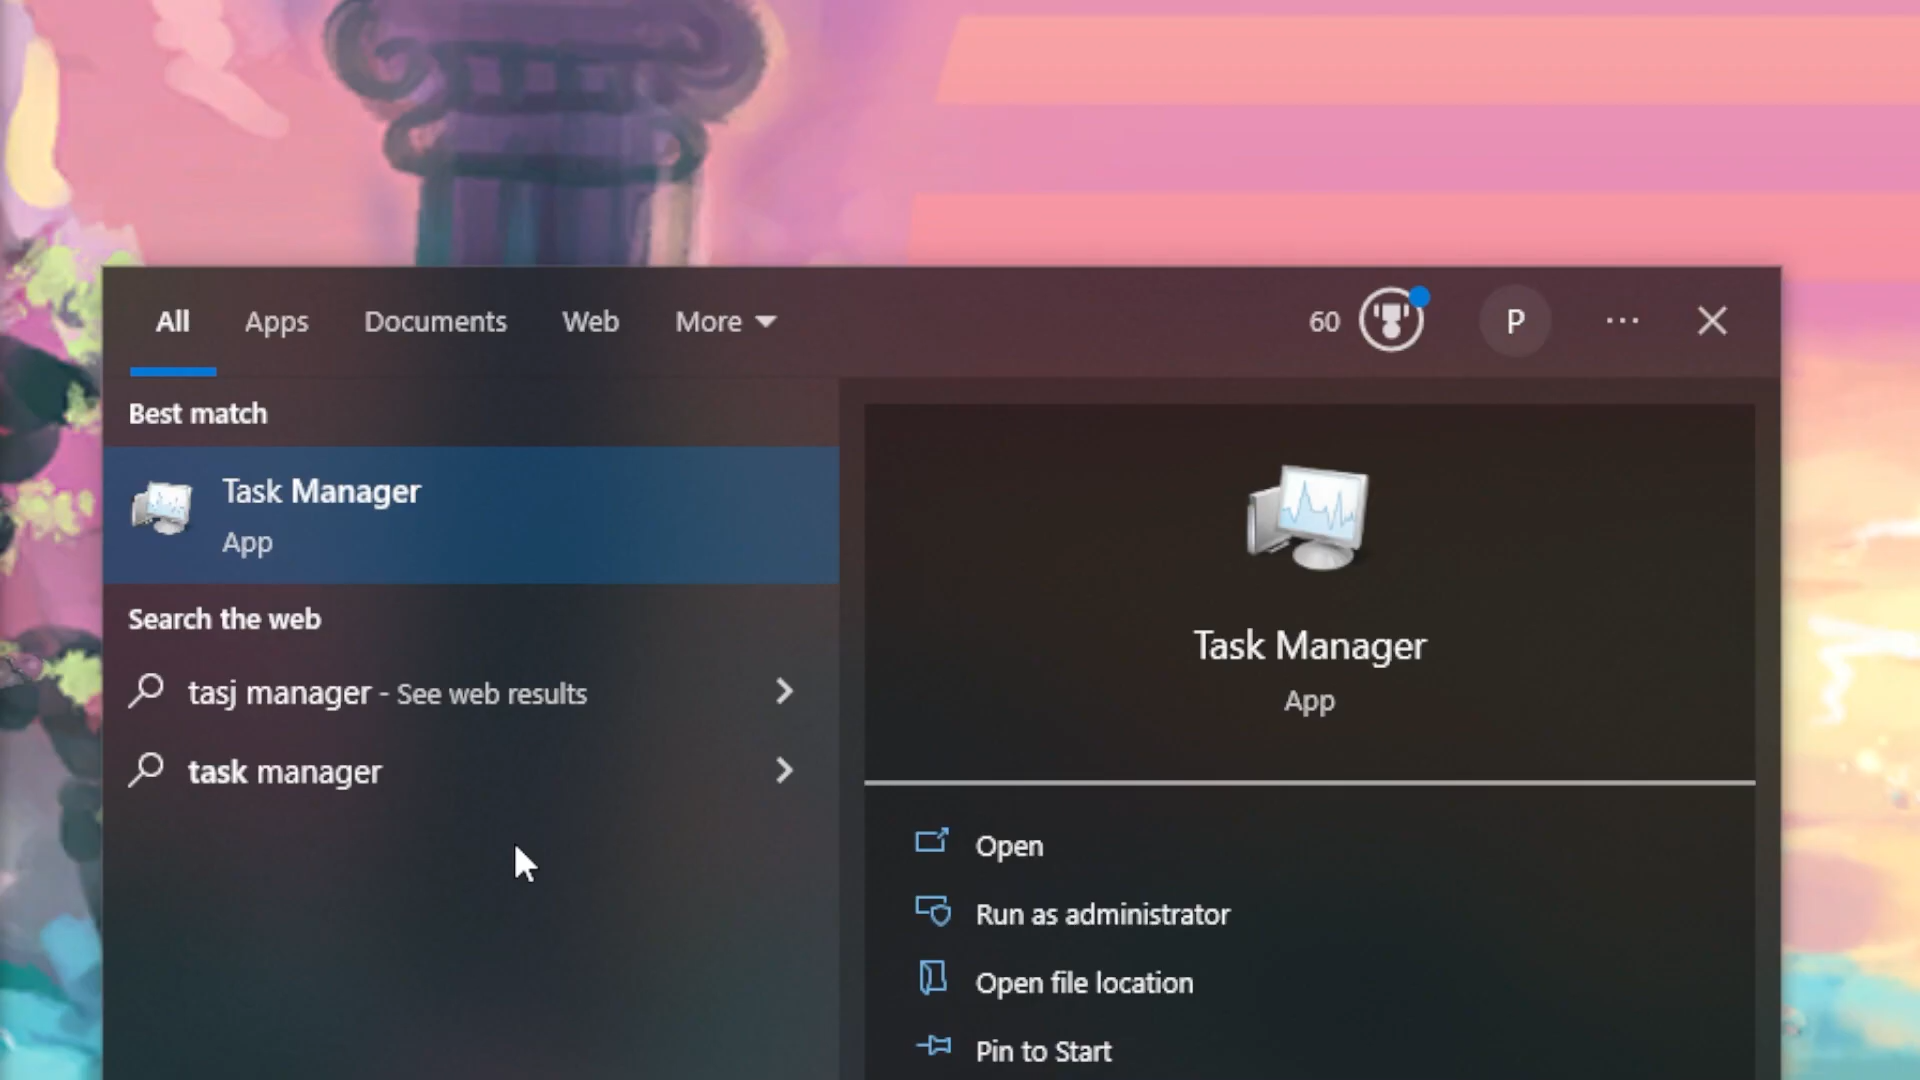 All Apps Documents Web More 60 P ...
Best match
Task Manager
App
Search the web
tasj manager - See web results
task manager
Task Manager
App
Open
Run as administrator
Open file location
Pin to Start